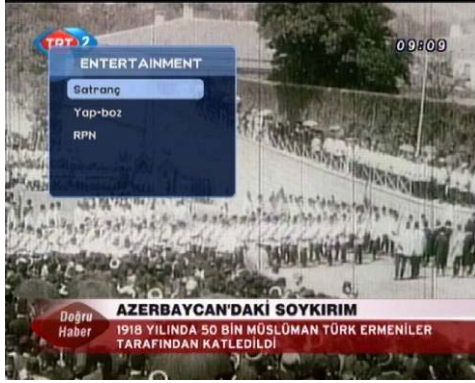 TRT 2
09:09
ENTERTAINMENT
Satranç
Yap-boz
RPN
Doğru
Haber
AZERBAYCAN'DAKİ SOYKIRIM
1918 YILINDA 50 BİN MÜSLÜMAN TÜRK ERMENİLER
TARAFINDAN KATLEDİLDİ